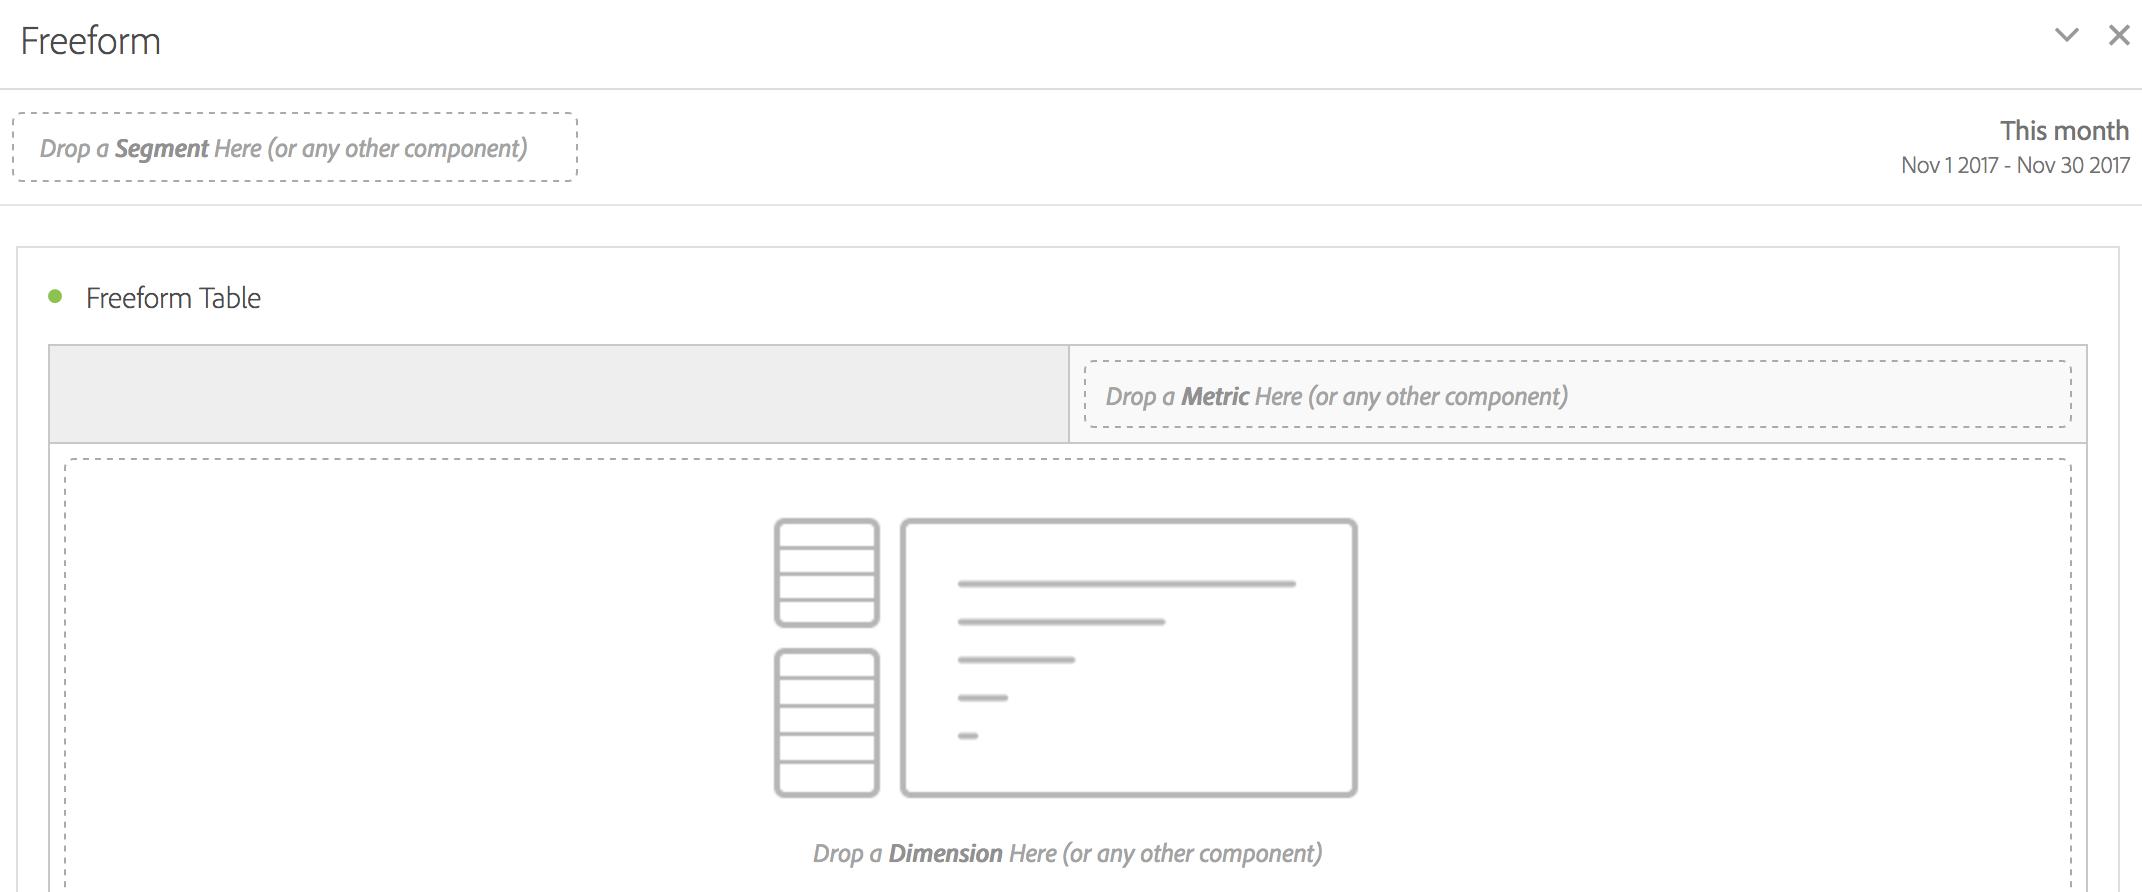 Freeform
Drop a Segment Here (or any other component)
This month
Nov 1 2017 - Nov 30 2017
Freeform Table
Drop a Metric Here (or any other component)
Drop a Dimension Here (or any other component)